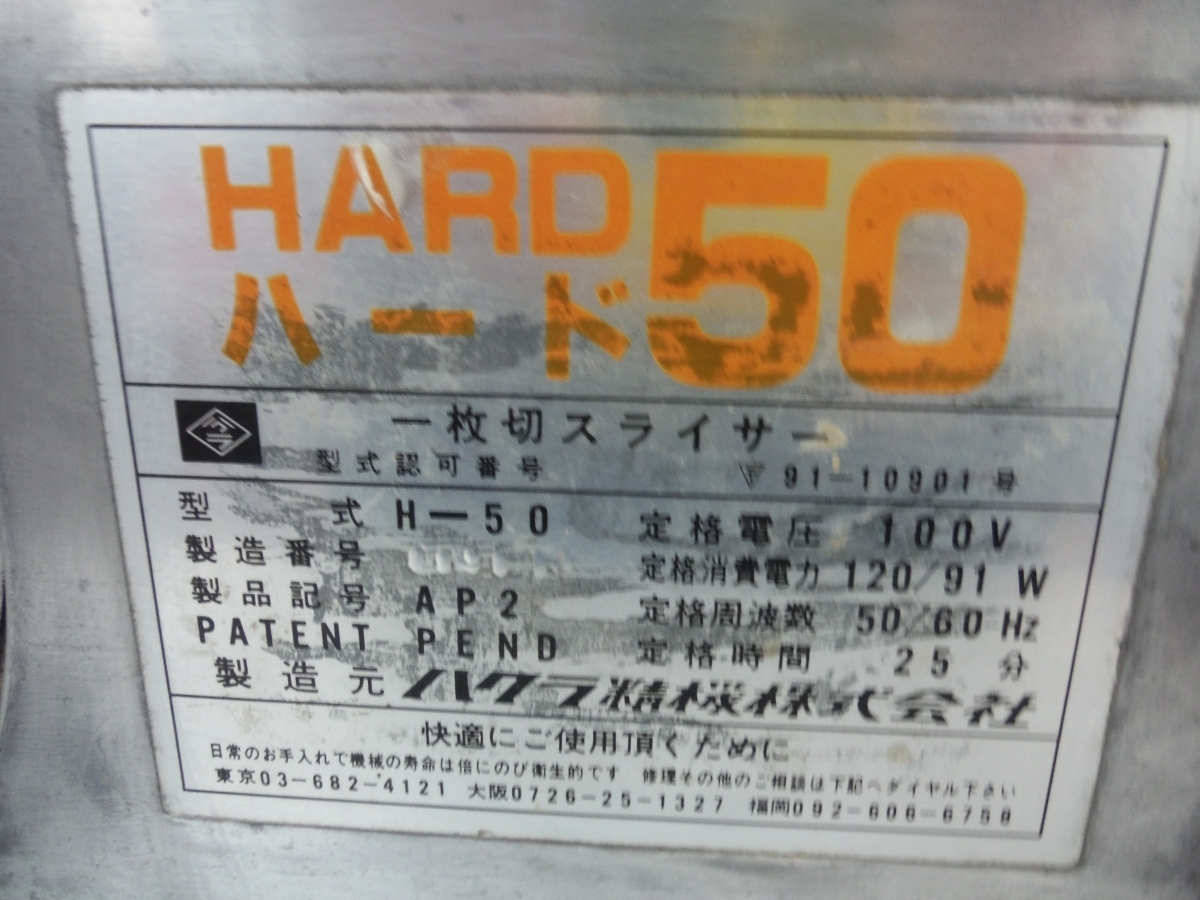 HARD 50
ハード
ハクラ
一枚切スライサー
型式認可番号 〒91-10901号
型式 H-50 定格電圧 100V
製造番号 定格消費電力 120/91 W
製品記号 AP2 定格周波数 50/60 Hz
PATENT PEND 定格時間 25 分
製造元 ハクラ精機株式会社
快適にご使用頂くために
日常のお手入れで機械の寿命は倍にのび衛生的です 修理その他のご相談は下記へダイヤル下さい
東京03-682-4121 大阪0726-25-1327 福岡092-606-6759